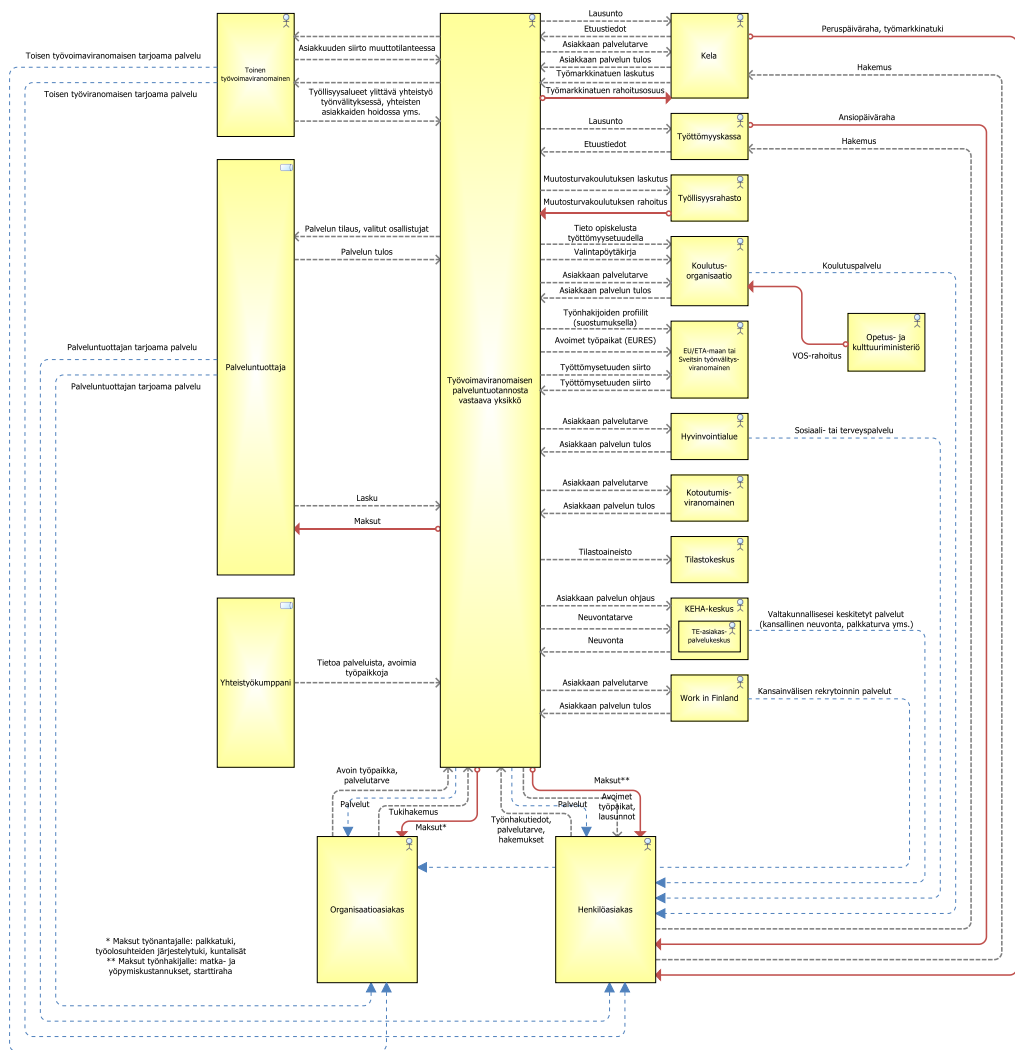 Toisen työvoimaviranomaisen tarjoama palvelu
Toisen työviranomaisen tarjoama palvelu
Toinen
työvoimaviranomainen
Asiakkuuden siirto muuttotilanteessa
Työllisyysalueet ylittävä yhteistyö
työnvälityksessä, yhteisten
asiakkaiden hoidossa yms.
Palveluntuottajan tarjoama palvelu
Palveluntuottajan tarjoama palvelu
Palveluntuottaja
Palvelun tilaus, valitut osallistujat
Palvelun tulos
Lasku
Maksut
Yhteistyökumppani
Tietoa palveluista, avoimia
työpaikkoja
Työvoimaviranomaisen
palveluntuotannosta
vastaava yksikkö
Lausunto
Etuustiedot
Asiakkaan palvelutarve
Asiakkaan palvelun tulos
Työmarkkinatuen laskutus
Työmarkkinatuen rahoitusosuus
Kela
Peruspäiväraha, työmarkkinatuki
Hakemus
Lausunto
Etuustiedot
Työttömyyskassa
Ansiopäiväraha
Hakemus
Muutosturvakoulutuksen laskutus
Muutosturvakoulutuksen rahoitus
Työllisyysrahasto
Tieto opiskelusta
työttömyysetuudella
Valintapöytäkirja
Asiakkaan palvelutarve
Asiakkaan palvelun tulos
Koulutus-
organisaatio
Koulutuspalvelu
VOS-rahoitus
Opetus- ja
kulttuuriministeriö
Työnhakijoiden profiilit
(suostumuksella)
Avoimet työpaikat (EURES)
Työttömysetuuden siirto
Työttömysetuuden siirto
EU/ETA-maan tai
Sveitsin työnvälitys-
viranomainen
Asiakkaan palvelutarve
Asiakkaan palvelun tulos
Hyvinvointialue
Sosiaali- tai terveyspalvelu
Asiakkaan palvelutarve
Asiakkaan palvelun tulos
Kotoutumis-
viranomainen
Tilastoaineisto
Tilastokeskus
Asiakkaan palvelun ohjaus
Neuvontatarve
Neuvonta
KEHA-keskus
TE-asiakas-
palvelukeskus
Valtakunnallisesei keskitetyt palvelut
(kansallinen neuvonta, palkkaturva yms.)
Asiakkaan palvelutarve
Asiakkaan palvelun tulos
Work in Finland
Kansainvälisen rekrytoinnin palvelut
Avoin työpaikka,
palvelutarve
Palvelut
Tukihakemus
Maksut*
Työnhakutiedot,
palvelutarve,
hakemukset
Palvelut
Maksut**
Avoimet
työpaikat,
lausunnot
Organisaatioasiakas
Henkilöasiakas
* Maksut työnantajalle: palkkatuki,
työolosuhteiden järjestelytuki, kuntalisät
** Maksut työnhakijalle: matka- ja
yöpymiskustannukset, starttiraha